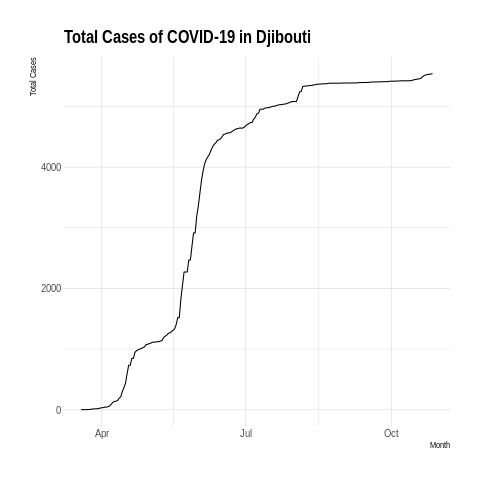 Total Cases of COVID-19 in Djibouti
Total Cases
4000
2000
0
Apr
Jul
Oct
Month